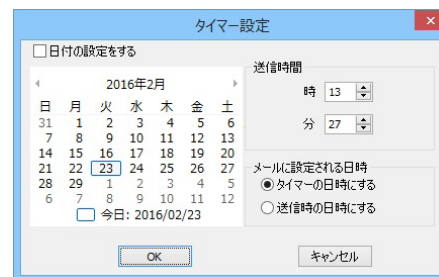 タイマー設定
日付の設定をする
2016年2月
日 月 火 水 木 金 土
31 1 2 3 4 5 6
7 8 9 10 11 12 13
14 15 16 17 18 19 20
21 22 23 24 25 26 27
28 29 1 2 3 4 5
6 7 8 9 10 11 12
今日: 2016/02/23
送信時間
時 13
分 27
メールに設定される日時
タイマーの日時にする
送信時の日時にする
OK
キャンセル